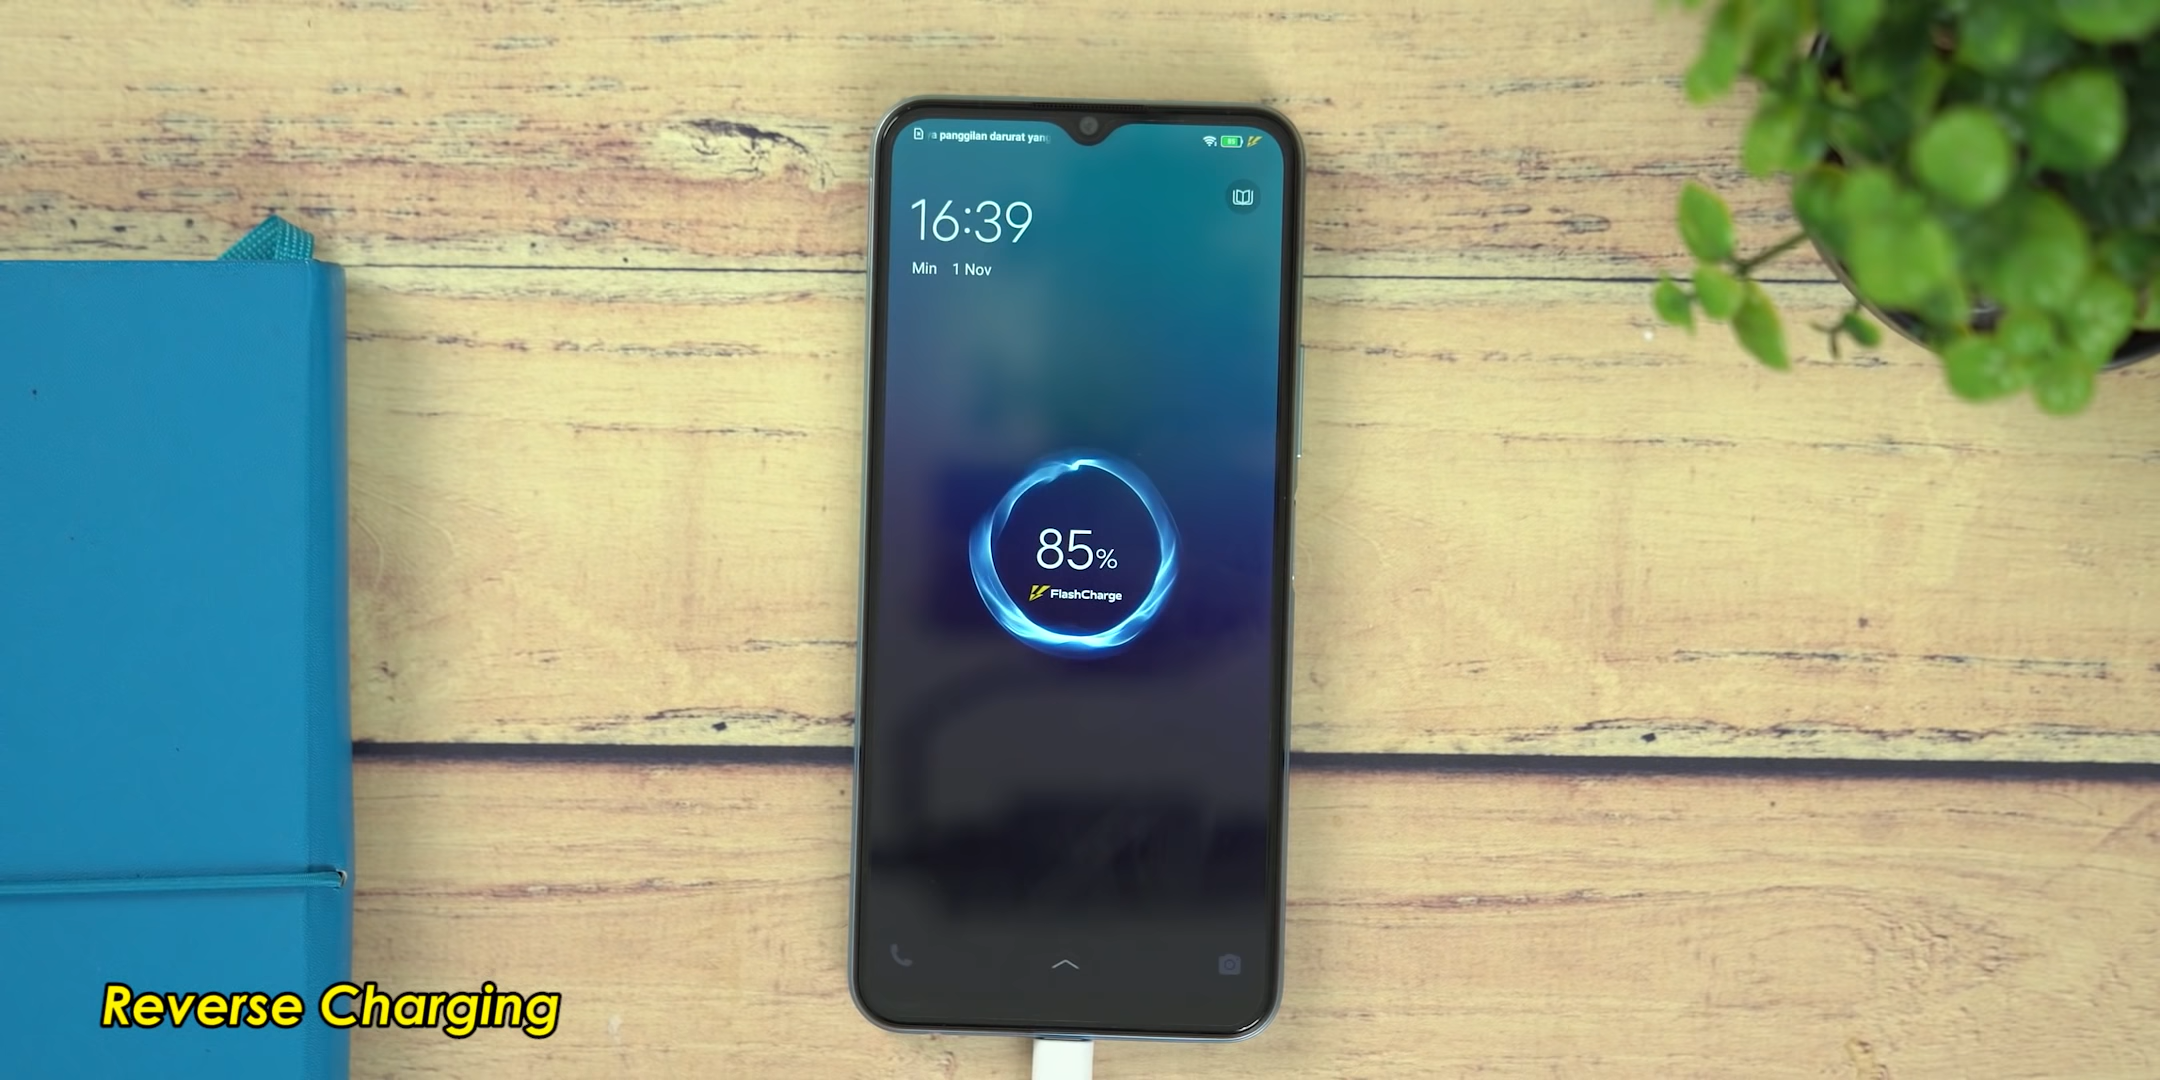 panggilan darurat yang
16:39
Min 1 Nov
85%
FlashCharge
Reverse Charging